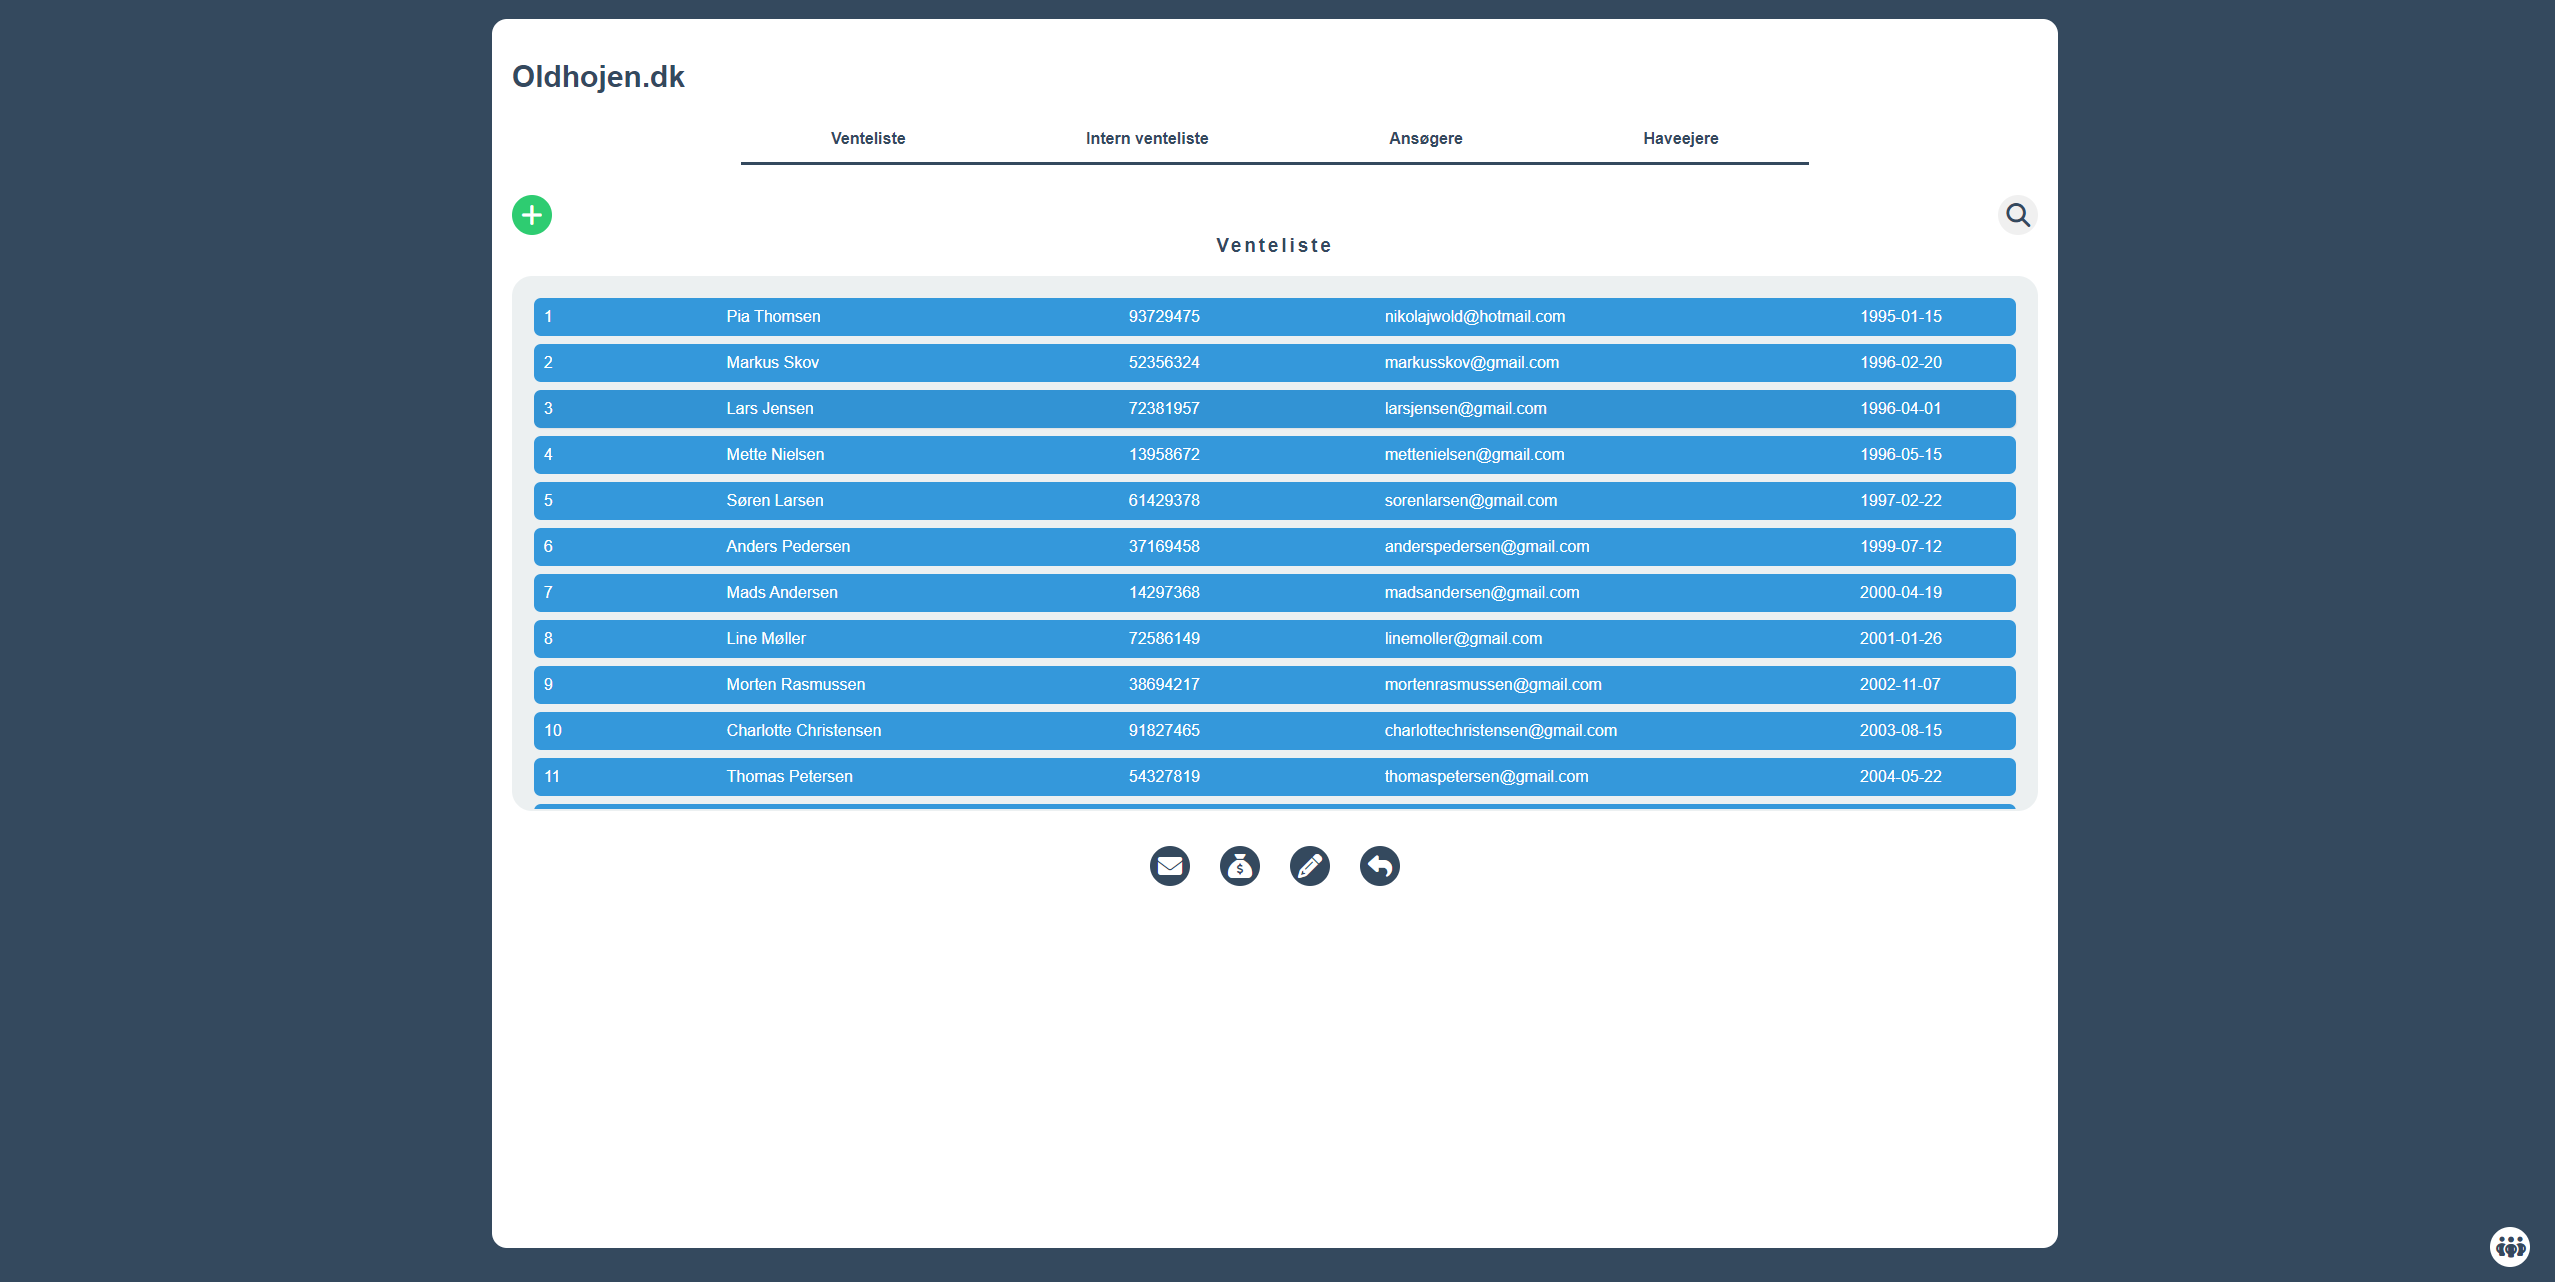 Oldhojen.dk
Venteliste Intern venteliste Ansøgere Haveejere
Venteliste
1 Pia Thomsen 93729475 nikolajwold@hotmail.com 1995-01-15
2 Markus Skov 52356324 markusskov@gmail.com 1996-02-20
3 Lars Jensen 72381957 larsjensen@gmail.com 1996-04-01
4 Mette Nielsen 13958672 mettenielsen@gmail.com 1996-05-15
5 Søren Larsen 61429378 sorenlarsen@gmail.com 1997-02-22
6 Anders Pedersen 37169458 anderspedersen@gmail.com 1999-07-12
7 Mads Andersen 14297368 madsandersen@gmail.com 2000-04-19
8 Line Møller 72586149 linemoller@gmail.com 2001-01-26
9 Morten Rasmussen 38694217 mortenrasmussen@gmail.com 2002-11-07
10 Charlotte Christensen 91827465 charlottechristensen@gmail.com 2003-08-15
11 Thomas Petersen 54327819 thomaspetersen@gmail.com 2004-05-22